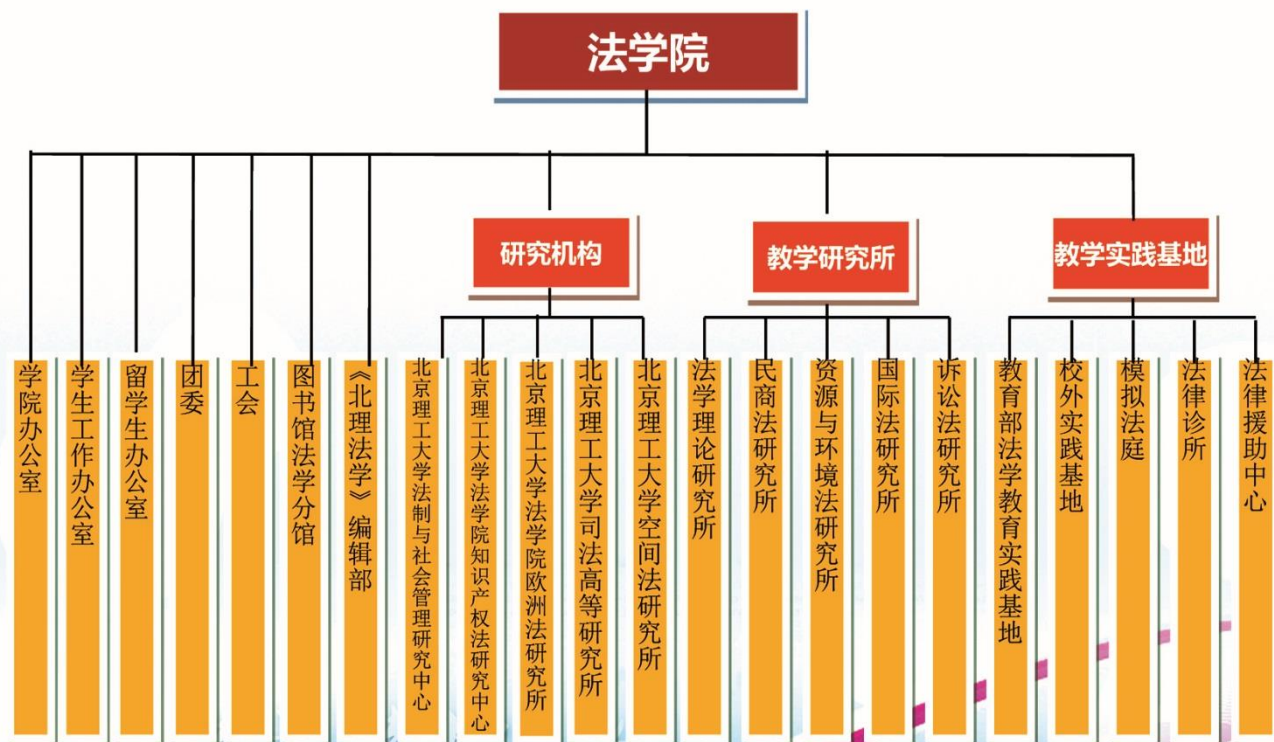 法学院
研究机构
教学研究所
教学实践基地
学院办公室
学生工作办公室
留学生办公室
团委
工会
图书馆法学分馆
《北理法学》编辑部
北京理工大学法制与社会管理研究中心
北京理工大学法学院知识产权法研究中心
北京理工大学法学院欧洲法研究所
北京理工大学司法高等研究所
北京理工大学空间法研究所
法学理论研究所
民商法研究所
资源与环境法研究所
国际法研究所
诉讼法研究所
教育部法学教育实践基地
校外实践基地
模拟法庭
法律诊所
法律援助中心